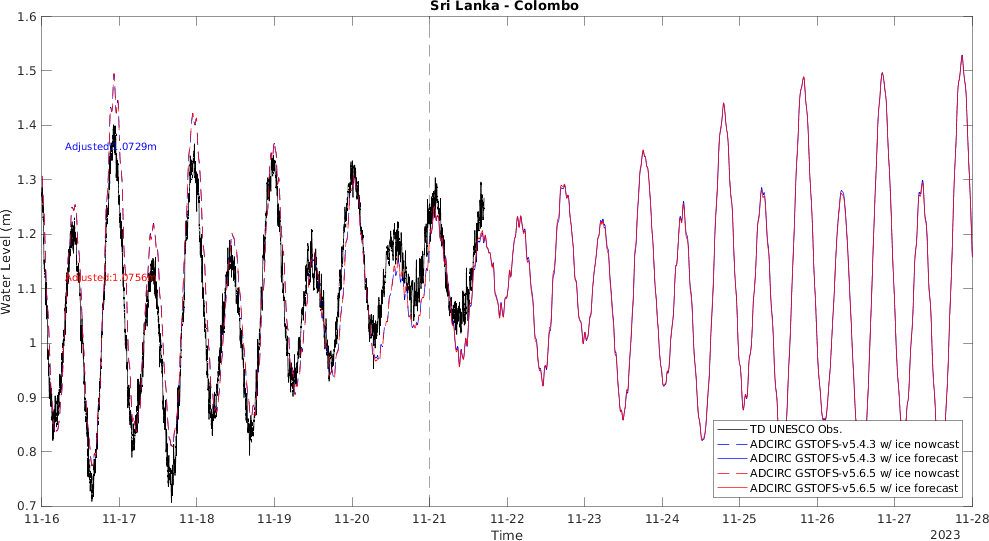 Sri Lanka - Colombo
1.6
1.5
1.4
1.3
1.2
1.1
1
0.9
0.8
0.7
Water Level (m)
Adjusted:1.0729m
Adjusted:1.0756m
TD UNESCO Obs.
ADCIRC GSTOFS-v5.4.3 w/ ice nowcast
ADCIRC GSTOFS-v5.4.3 w/ ice forecast
ADCIRC GSTOFS-v5.6.5 w/ ice nowcast
ADCIRC GSTOFS-v5.6.5 w/ ice forecast
11-16 11-17 11-18 11-19 11-20 11-21 11-22 11-23 11-24 11-25 11-26 11-27 11-28
Time
2023